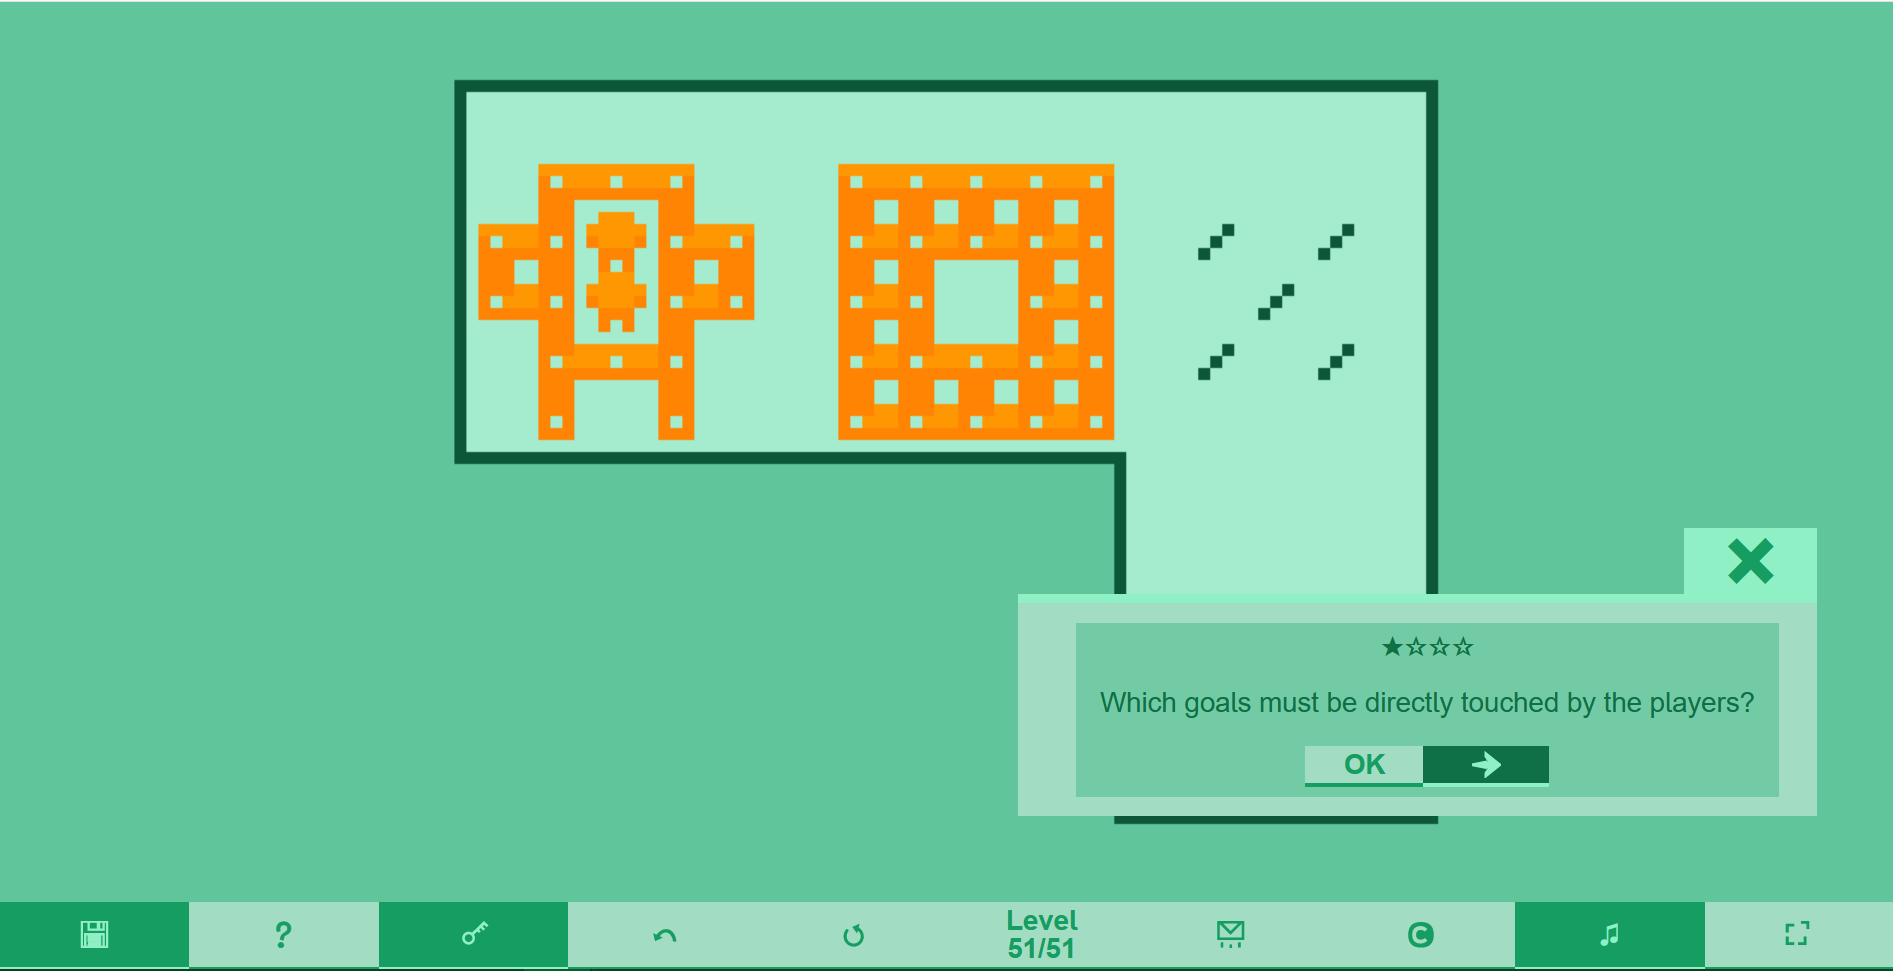 ★☆☆☆
Which goals must be directly touched by the players?
OK
Level
51/51